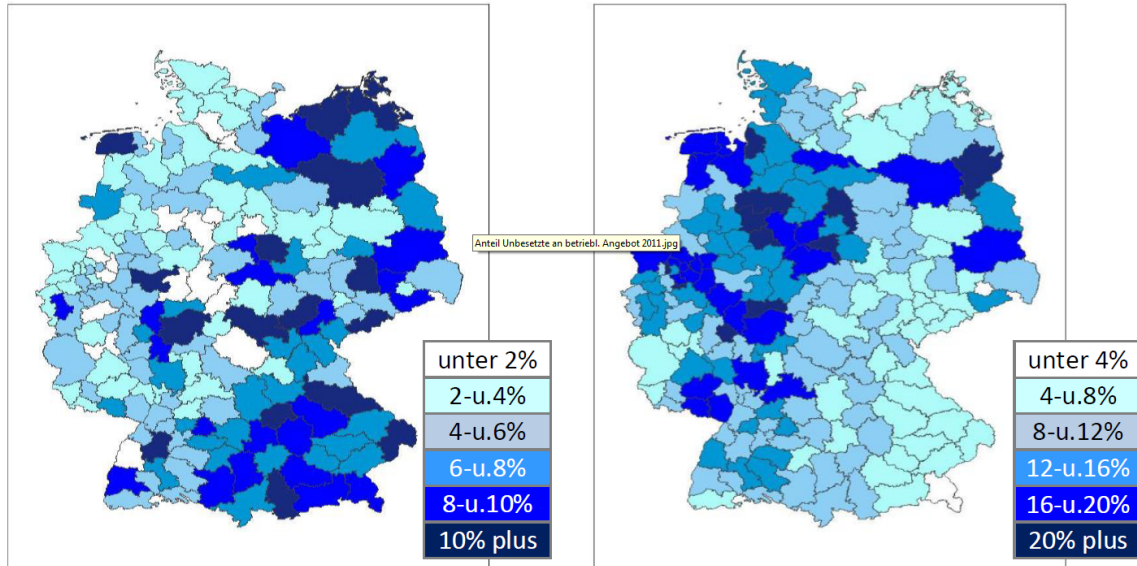 Anteil Unbesetzte an betriebl. Angebot 2011.jpg
unter 2%
2-u.4%
4-u.6%
6-u.8%
8-u.10%
10% plus
unter 4%
4-u.8%
8-u.12%
12-u.16%
16-u.20%
20% plus